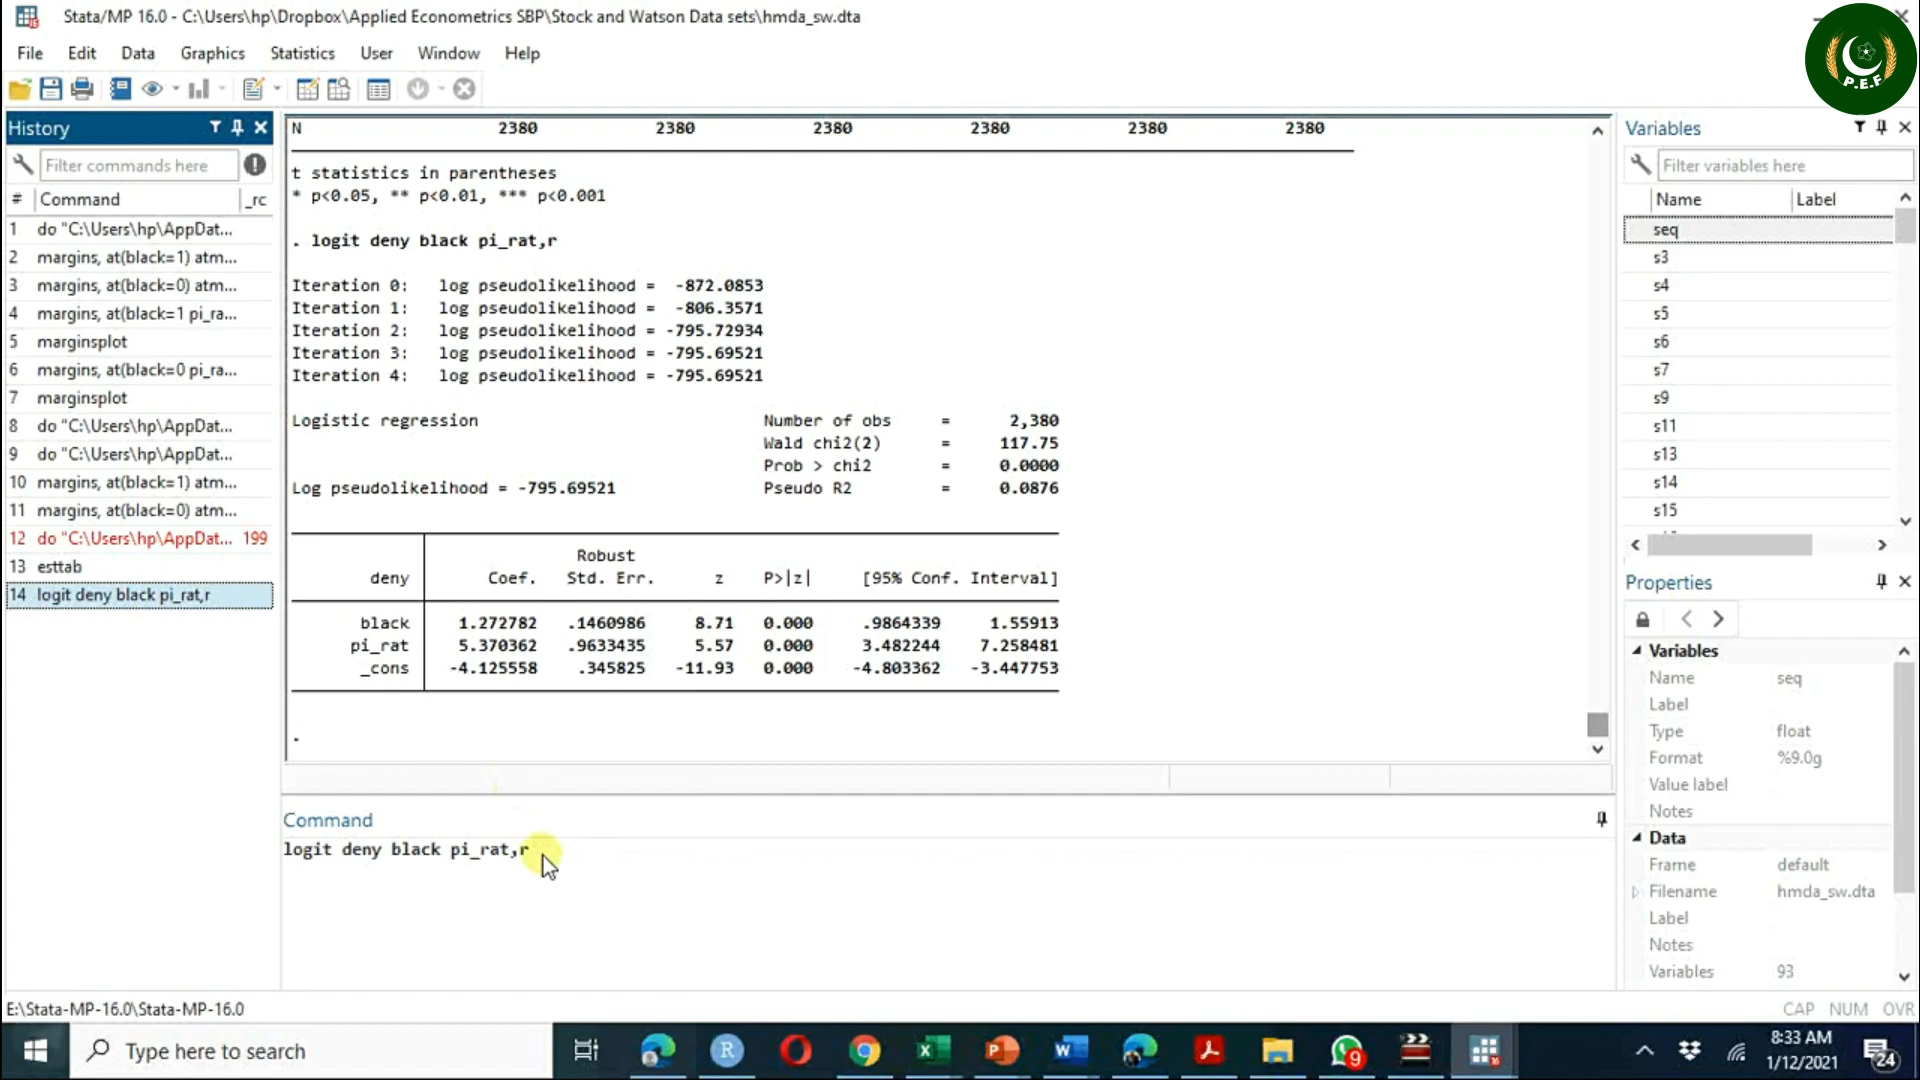 Stata/MP 16.0 - C:\Users\hp\Dropbox\Applied Econometrics SBP\Stock and Watson Data sets\hmda_sw.dta
P.E.F
File Edit Data Graphics Statistics User Window Help
History
Filter commands here
# Command _rc
1 do "C:\Users\hp\AppDat...
2 margins, at(black=1) atm...
3 margins, at(black=0) atm...
4 margins, at(black=1 pi_ra...
5 marginsplot
6 margins, at(black=0 pi_ra...
7 marginsplot
8 do "C:\Users\hp\AppDat...
9 do "C:\Users\hp\AppDat...
10 margins, at(black=1) atm...
11 margins, at(black=0) atm...
12 do "C:\Users\hp\AppDat... 199
13 esttab
14 logit deny black pi_rat,r
N 2380 2380 2380 2380 2380 2380
t statistics in parentheses
* p<0.05, ** p<0.01, *** p<0.001
. logit deny black pi_rat,r
Iteration 0: log pseudolikelihood = -872.0853
Iteration 1: log pseudolikelihood = -806.3571
Iteration 2: log pseudolikelihood = -795.72934
Iteration 3: log pseudolikelihood = -795.69521
Iteration 4: log pseudolikelihood = -795.69521
Logistic regression Number of obs = 2,380
Wald chi2(2) = 117.75
Prob > chi2 = 0.0000
Log pseudolikelihood = -795.69521 Pseudo R2 = 0.0876
Robust
deny Coef. Std. Err. z P>|z| [95% Conf. Interval]
black 1.272782 .1460986 8.71 0.000 .9864339 1.55913
pi_rat 5.370362 .9633435 5.57 0.000 3.482244 7.258481
_cons -4.125558 .345825 -11.93 0.000 -4.803362 -3.447753
.
Command
logit deny black pi_rat,r
Variables
Filter variables here
Name Label
seq
s3
s4
s5
s6
s7
s9
s11
s13
s14
s15
Properties
Variables
Name seq
Label
Type float
Format %9.0g
Value label
Notes
Data
Frame default
Filename hmda_sw.dta
Label
Notes
Variables 93
E:\Stata-MP-16.0\Stata-MP-16.0
CAP NUM OVR
Type here to search
9
8:33 AM
1/12/2021
24